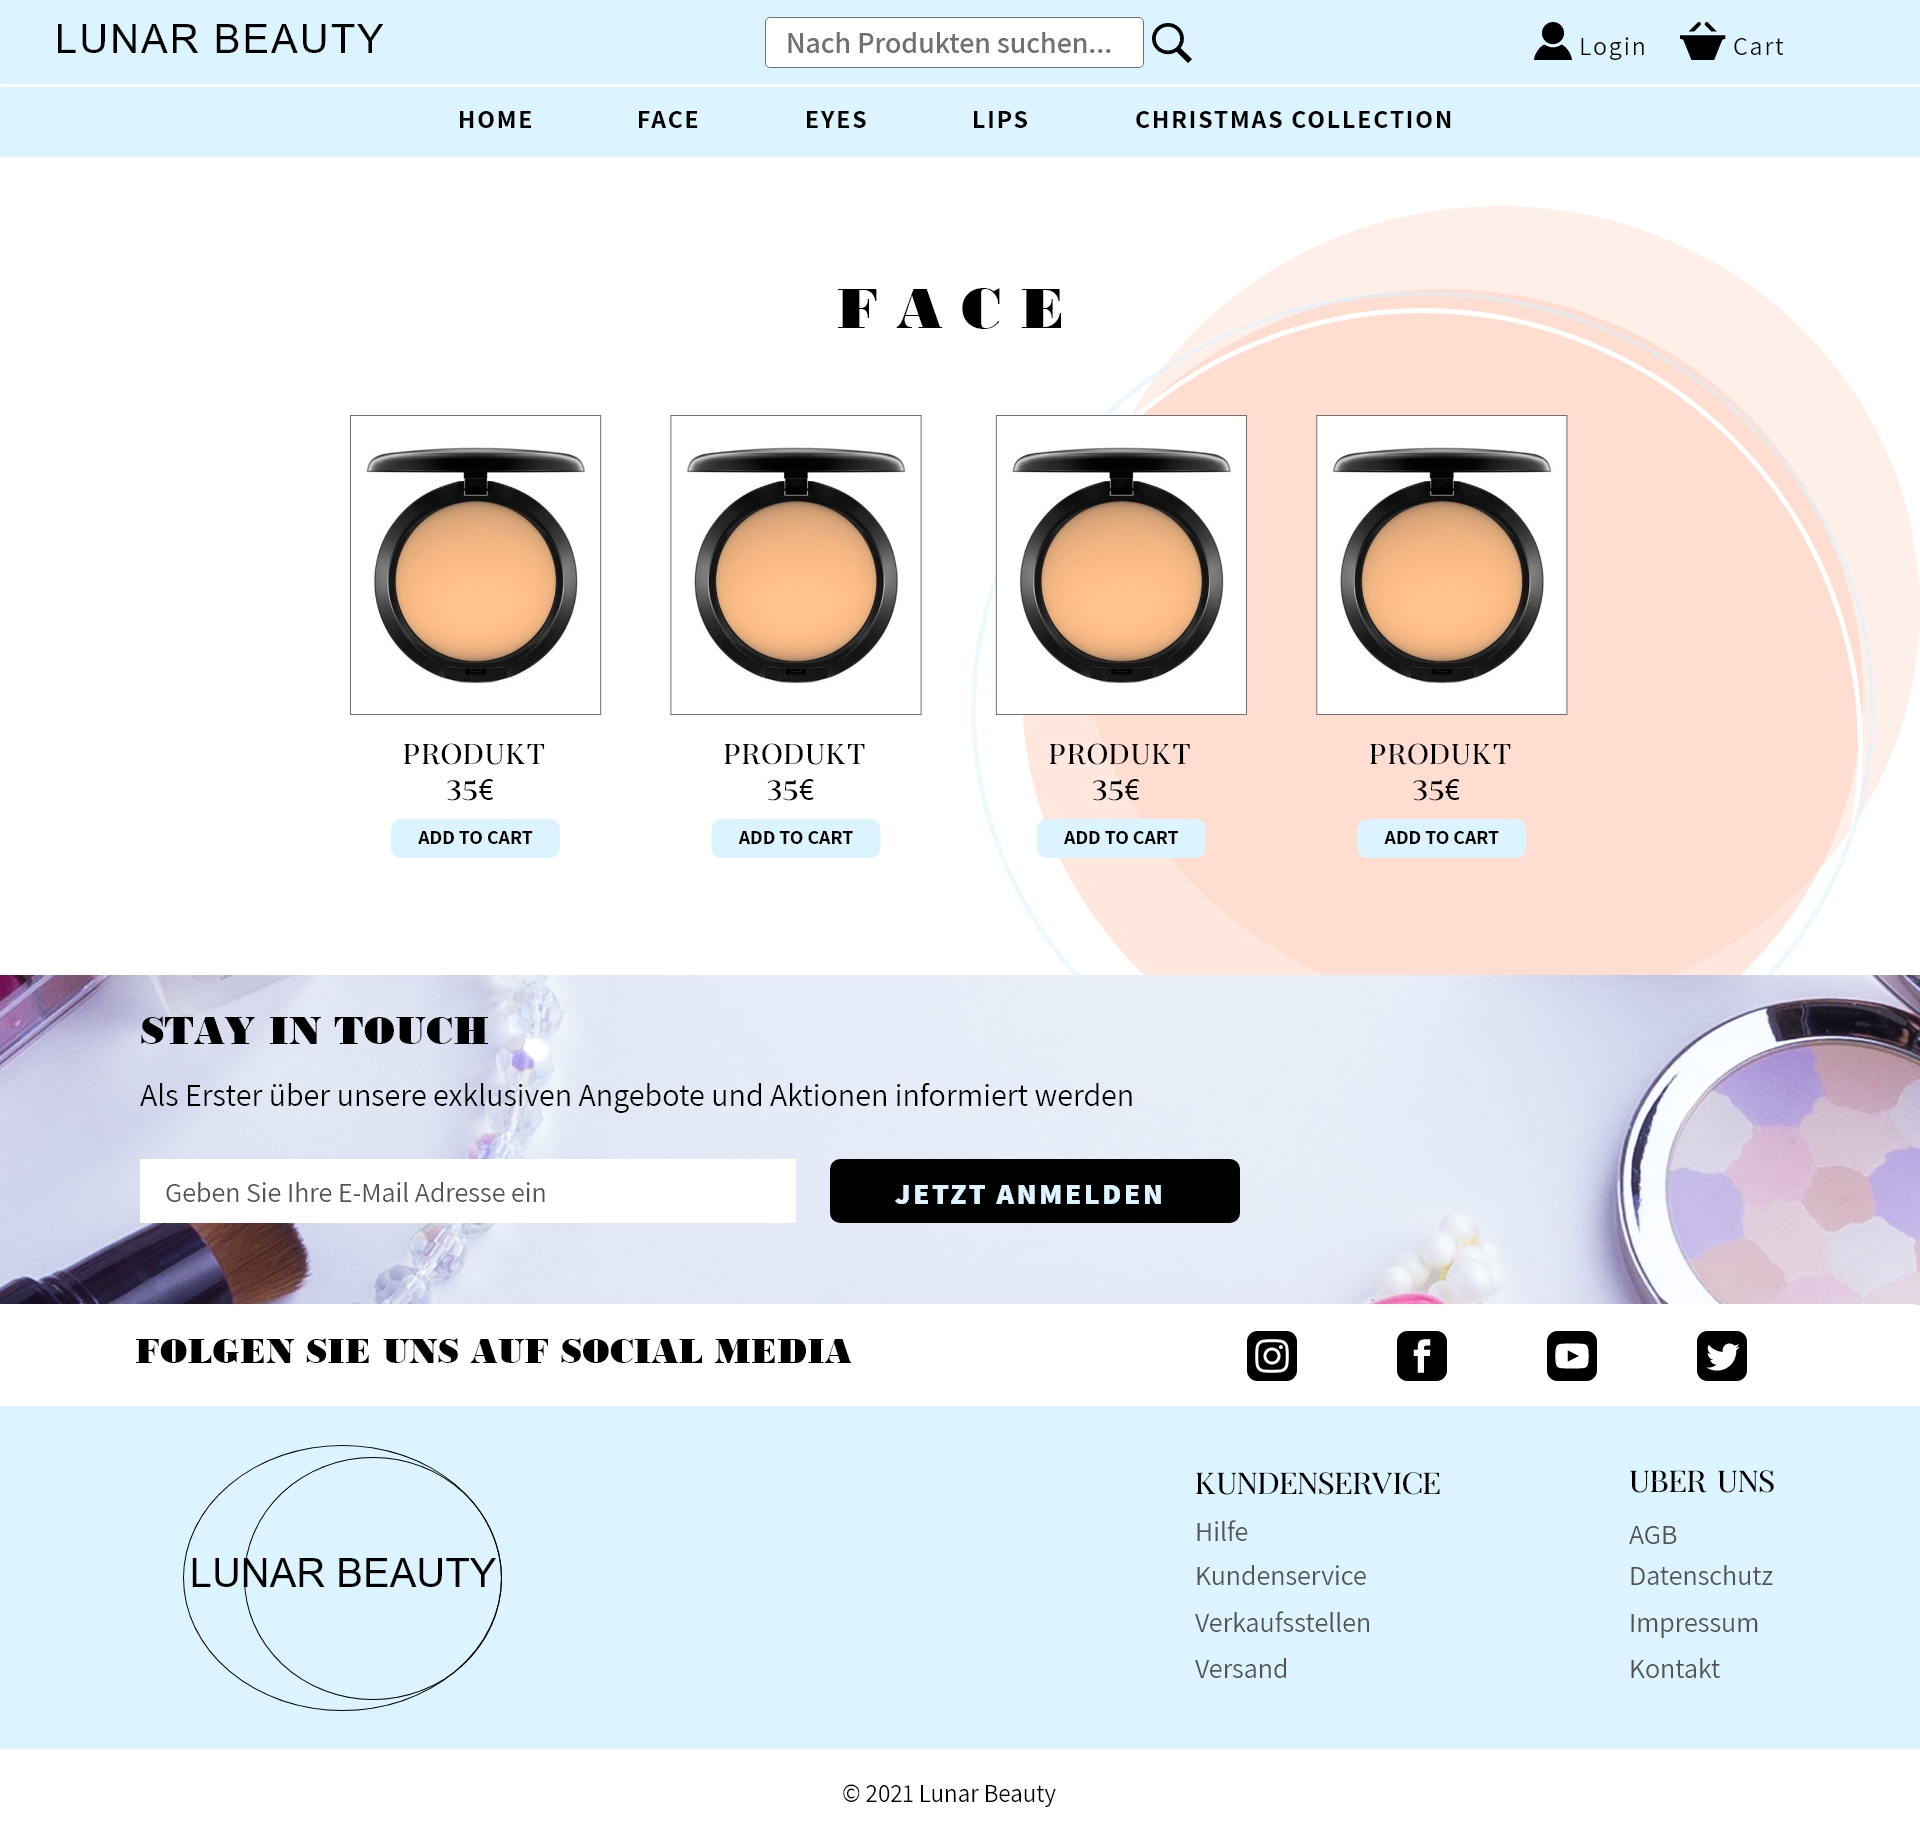 LUNAR BEAUTY
Nach Produkten suchen...
Login
Cart
HOME FACE EYES LIPS CHRISTMAS COLLECTION
FACE
PRODUKT
35€
ADD TO CART
PRODUKT
35€
ADD TO CART
PRODUKT
35€
ADD TO CART
PRODUKT
35€
ADD TO CART
STAY IN TOUCH
Als Erster über unsere exklusiven Angebote und Aktionen informiert werden
Geben Sie Ihre E-Mail Adresse ein
JETZT ANMELDEN
FOLGEN SIE UNS AUF SOCIAL MEDIA
LUNAR BEAUTY
KUNDENSERVICE
Hilfe
Kundenservice
Verkaufsstellen
Versand
UBER UNS
AGB
Datenschutz
Impressum
Kontakt
© 2021 Lunar Beauty